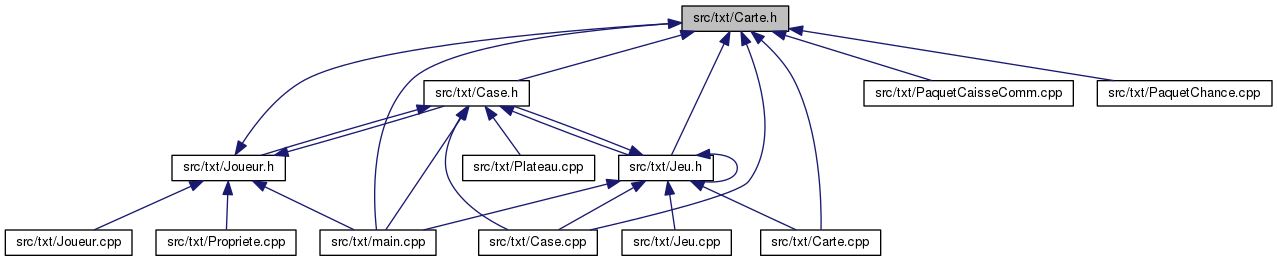 src/txt/Carte.h
src/txt/Case.h
src/txt/PaquetCaisseComm.cpp
src/txt/PaquetChance.cpp
src/txt/Joueur.h
src/txt/Plateau.cpp
src/txt/Jeu.h
src/txt/Joueur.cpp
src/txt/Propriete.cpp
src/txt/main.cpp
src/txt/Case.cpp
src/txt/Jeu.cpp
src/txt/Carte.cpp